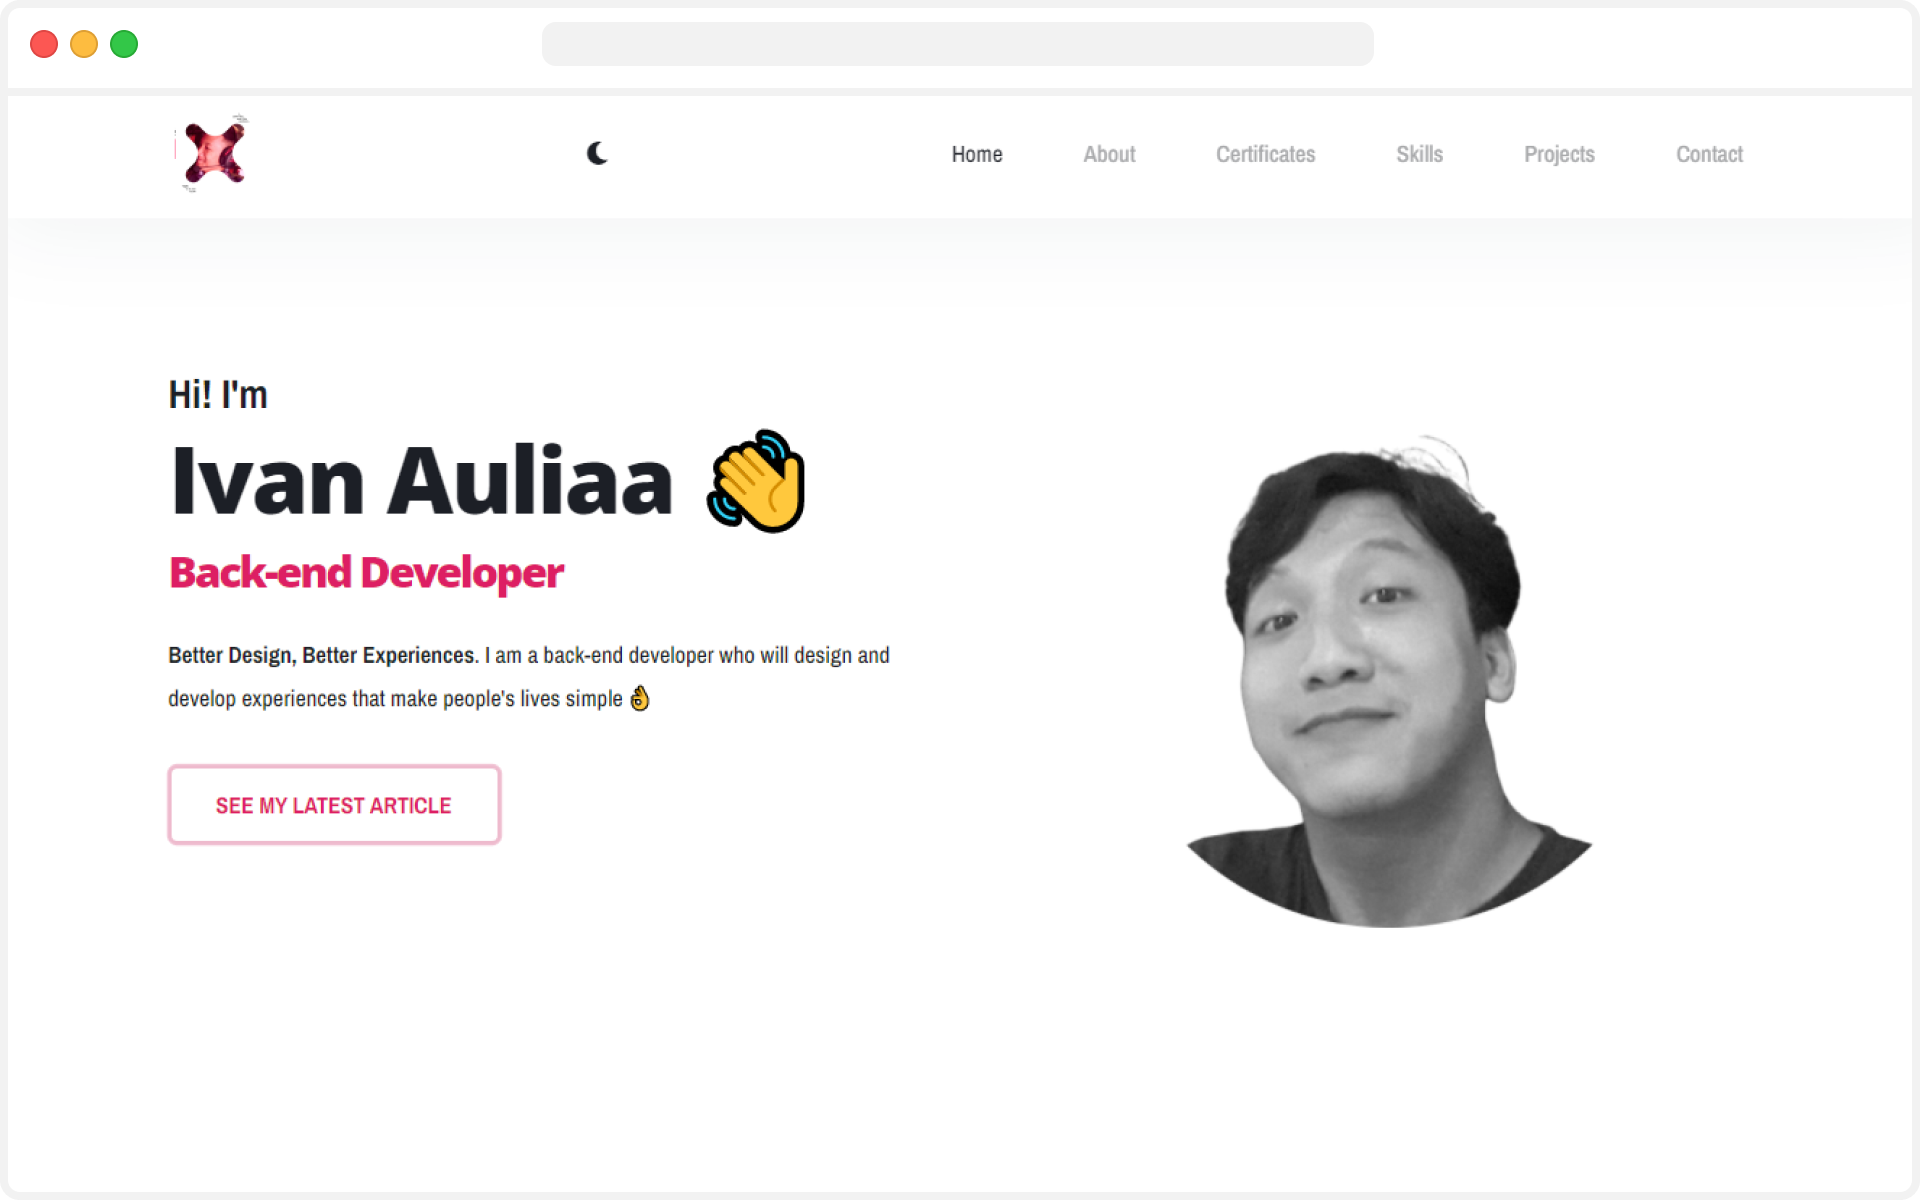 Home About Certificates Skills Projects Contact
Hi! I'm
Ivan Auliaa 👋
Back-end Developer
Better Design, Better Experiences. I am a back-end developer who will design and
develop experiences that make people's lives simple 👌
SEE MY LATEST ARTICLE